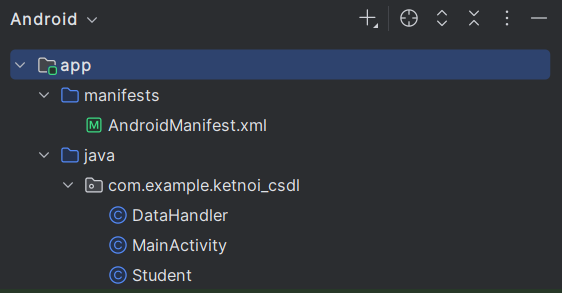 Android
app
manifests
M AndroidManifest.xml
java
com.example.ketnoi_csdl
C DataHandler
C MainActivity
C Student